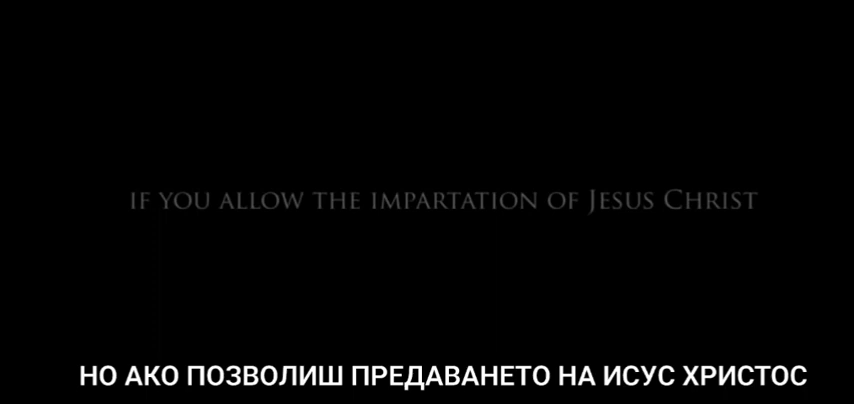 IF YOU ALLOW THE IMPARTATION OF JESUS CHRIST
НО АКО ПОЗВОЛИШ ПРЕДАВАНЕТО НА ИСУС ХРИСТОС